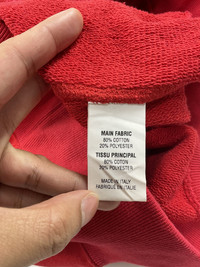 MAIN FABRIC
80% COTTON
20% POLYESTER
TISSU PRINCIPAL
80% COTON
20% POLYESTER
MADE IN ITALY
FABRIQUÉ EN ITALIE